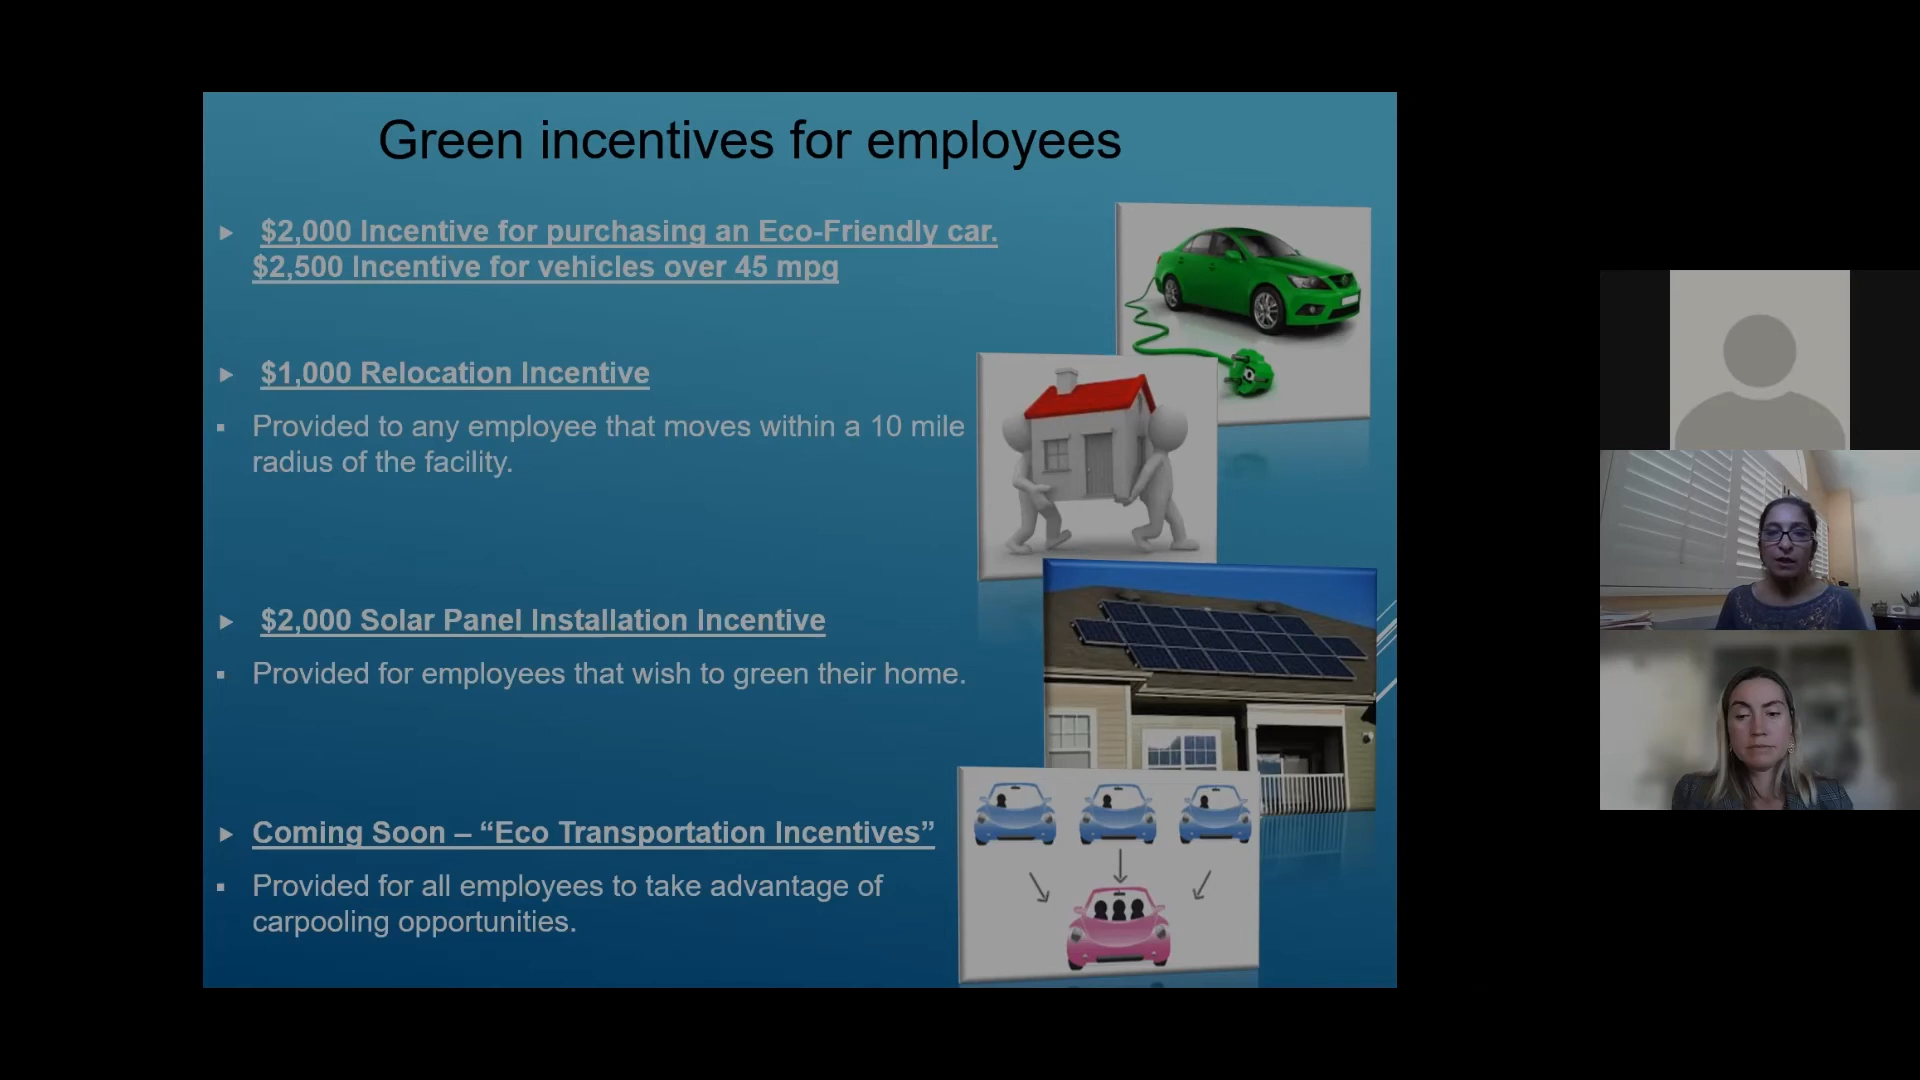 Green incentives for employees
$2,000 Incentive for purchasing an Eco-Friendly car.
$2,500 Incentive for vehicles over 45 mpg
$1,000 Relocation Incentive
Provided to any employee that moves within a 10 mile
radius of the facility.
$2,000 Solar Panel Installation Incentive
Provided for employees that wish to green their home.
Coming Soon – “Eco Transportation Incentives”
Provided for all employees to take advantage of
carpooling opportunities.